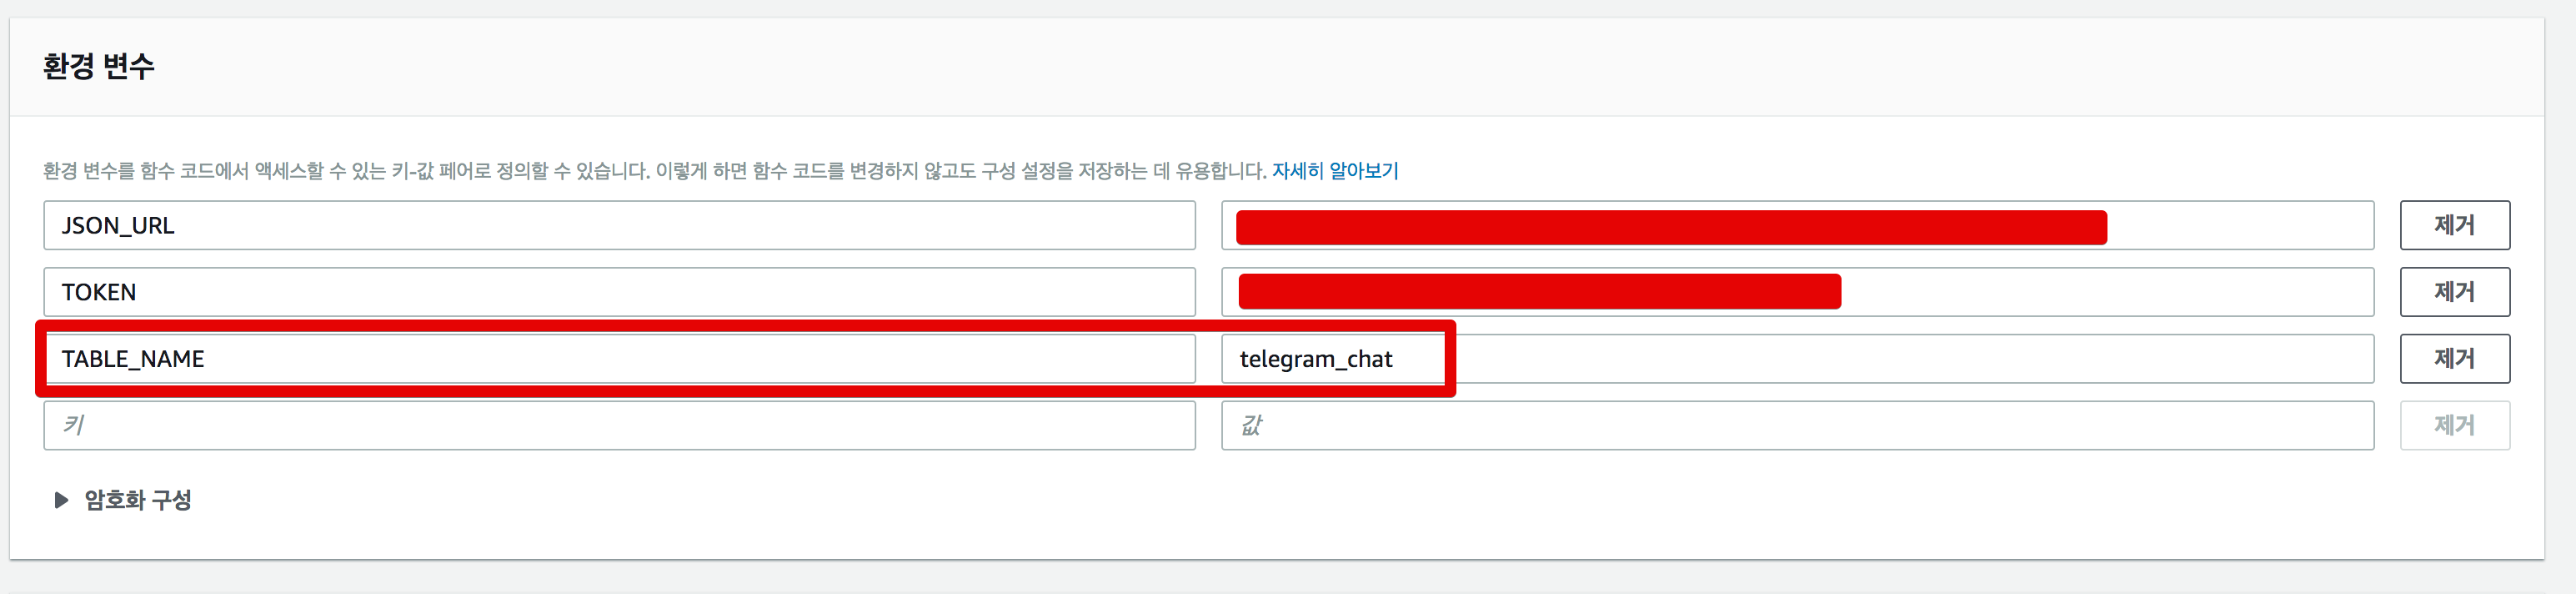 환경 변수
환경 변수를 함수 코드에서 액세스할 수 있는 키-값 페어로 정의할 수 있습니다. 이렇게 하면 함수 코드를 변경하지 않고도 구성 설정을 저장하는 데 유용합니다. 자세히 알아보기
JSON_URL 제거
TOKEN 제거
TABLE_NAME telegram_chat 제거
키 값 제거
암호화 구성